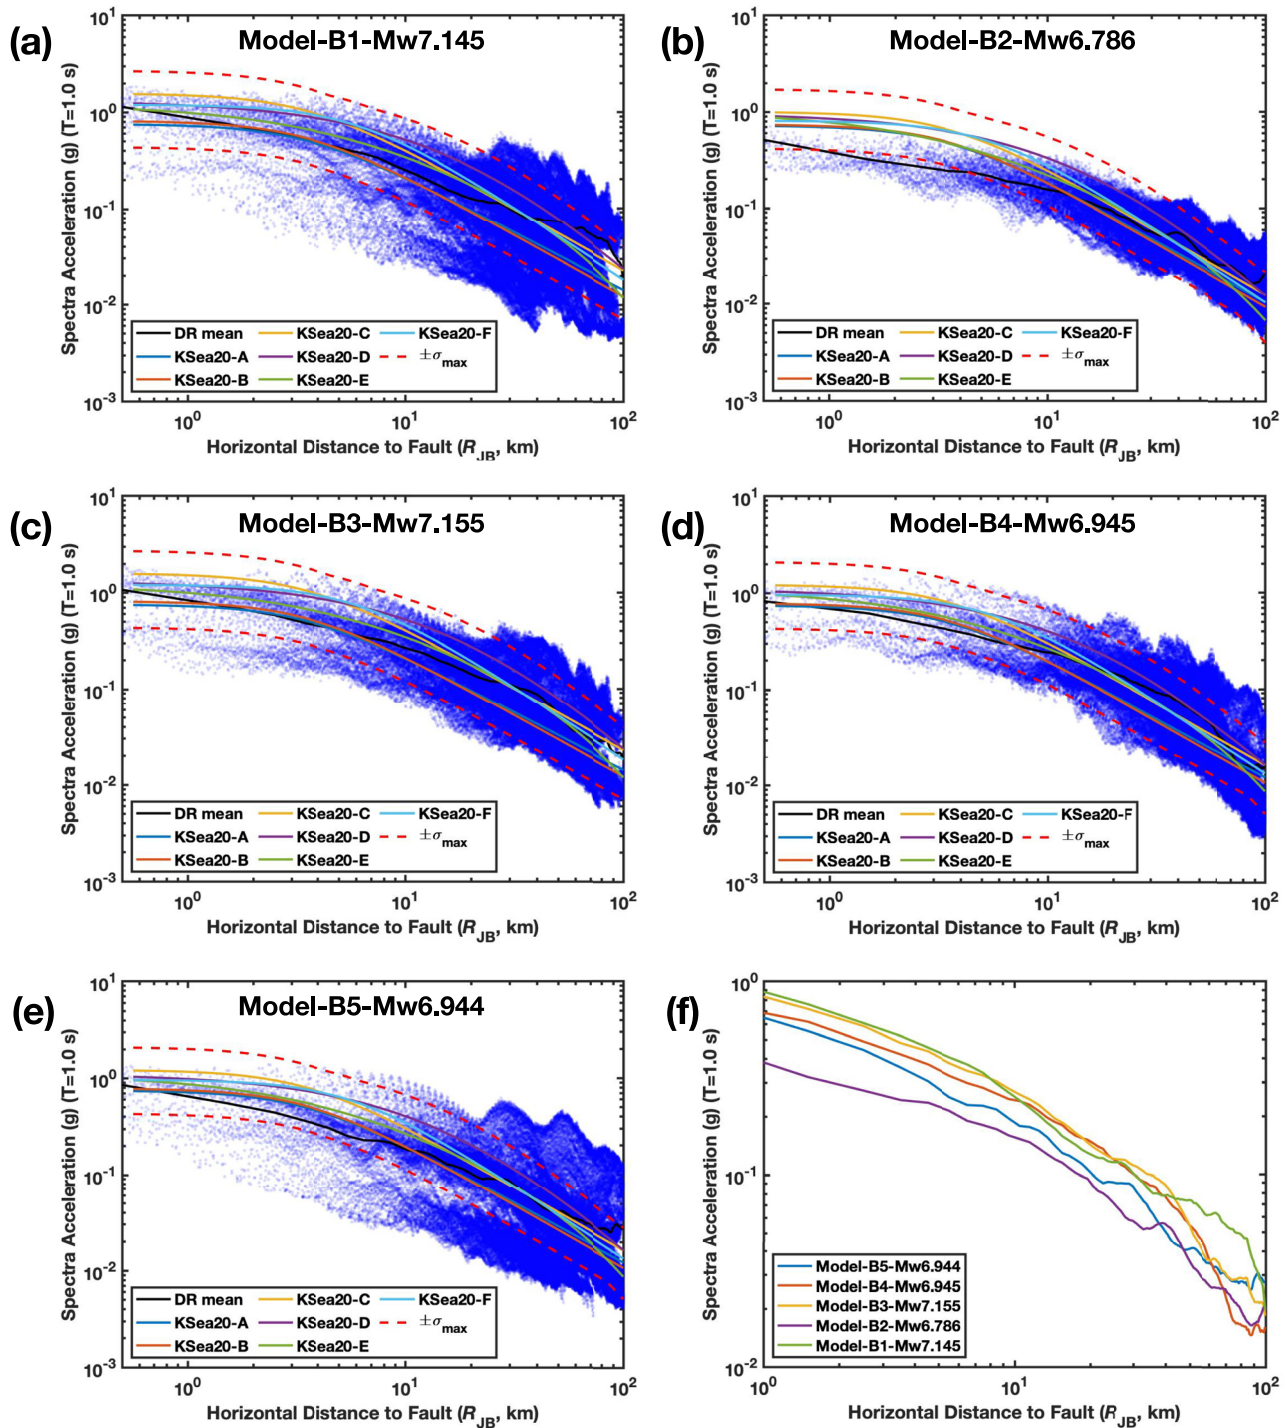 (a)
Model-B1-Mw7.145
Spectra Acceleration (g) (T=1.0 s)
10^1
10^0
10^-1
10^-2
10^-3
DR mean
KSea20-A
KSea20-B
KSea20-C
KSea20-D
KSea20-E
KSea20-F
±σ_max
10^0
10^1
10^2
Horizontal Distance to Fault (R_JB, km)
(b)
Model-B2-Mw6.786
Spectra Acceleration (g) (T=1.0 s)
10^1
10^0
10^-1
10^-2
10^-3
DR mean
KSea20-A
KSea20-B
KSea20-C
KSea20-D
KSea20-E
KSea20-F
±σ_max
10^0
10^1
10^2
Horizontal Distance to Fault (R_JB, km)
(c)
Model-B3-Mw7.155
Spectra Acceleration (g) (T=1.0 s)
10^1
10^0
10^-1
10^-2
10^-3
DR mean
KSea20-A
KSea20-B
KSea20-C
KSea20-D
KSea20-E
KSea20-F
±σ_max
10^0
10^1
10^2
Horizontal Distance to Fault (R_JB, km)
(d)
Model-B4-Mw6.945
Spectra Acceleration (g) (T=1.0 s)
10^1
10^0
10^-1
10^-2
10^-3
DR mean
KSea20-A
KSea20-B
KSea20-C
KSea20-D
KSea20-E
KSea20-F
±σ_max
10^0
10^1
10^2
Horizontal Distance to Fault (R_JB, km)
(e)
Model-B5-Mw6.944
Spectra Acceleration (g) (T=1.0 s)
10^1
10^0
10^-1
10^-2
10^-3
DR mean
KSea20-A
KSea20-B
KSea20-C
KSea20-D
KSea20-E
KSea20-F
±σ_max
10^0
10^1
10^2
Horizontal Distance to Fault (R_JB, km)
(f)
Spectra Acceleration (g) (T=1.0 s)
10^0
10^-1
10^-2
Model-B5-Mw6.944
Model-B4-Mw6.945
Model-B3-Mw7.155
Model-B2-Mw6.786
Model-B1-Mw7.145
10^0
10^1
10^2
Horizontal Distance to Fault (R_JB, km)